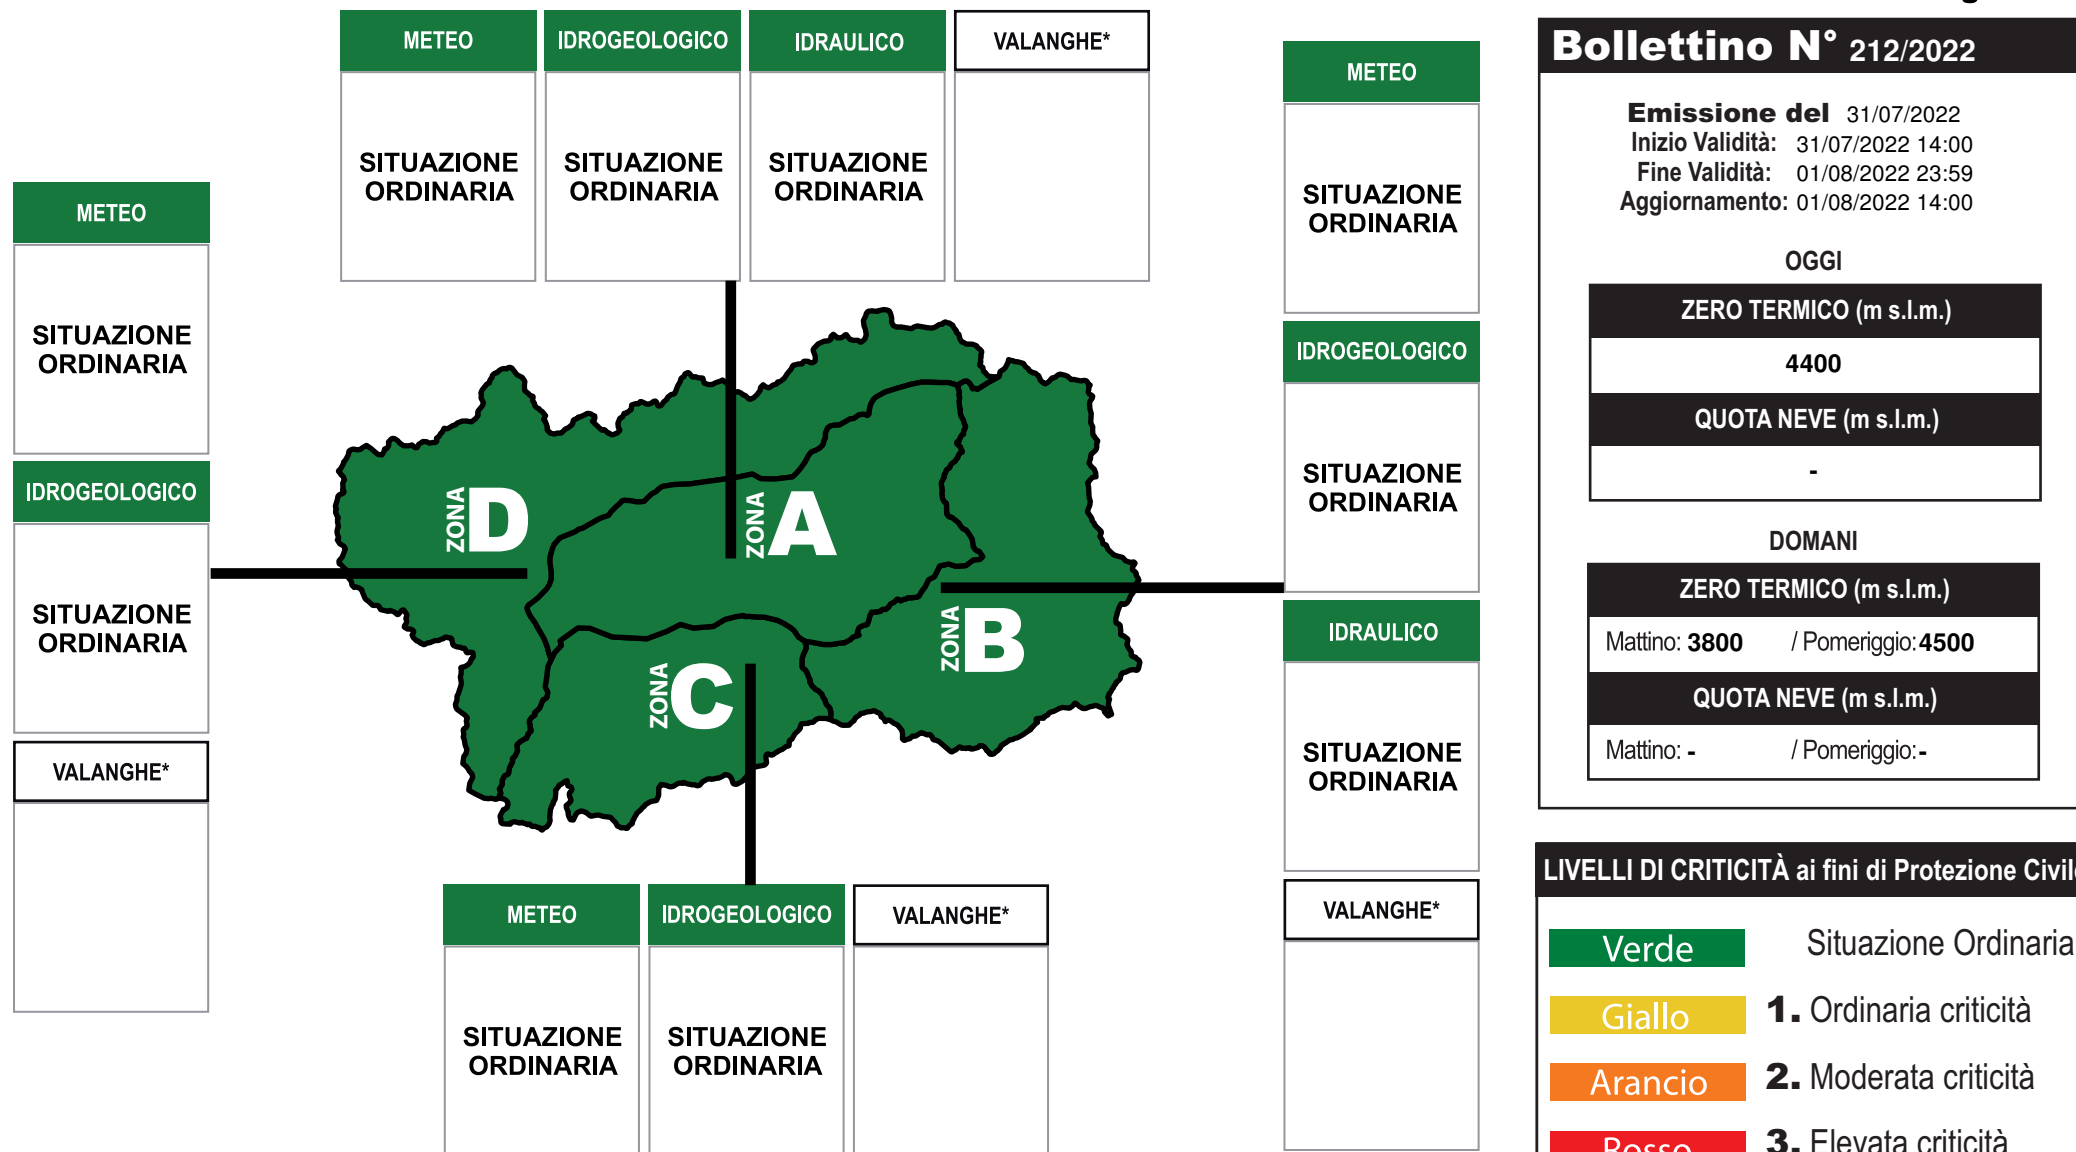 METEO
IDROGEOLOGICO
IDRAULICO
VALANGHE*
SITUAZIONE
ORDINARIA
SITUAZIONE
ORDINARIA
SITUAZIONE
ORDINARIA
METEO
SITUAZIONE
ORDINARIA
IDROGEOLOGICO
SITUAZIONE
ORDINARIA
VALANGHE*
ZONA D
ZONA A
ZONA B
ZONA C
METEO
IDROGEOLOGICO
VALANGHE*
SITUAZIONE
ORDINARIA
SITUAZIONE
ORDINARIA
METEO
SITUAZIONE
ORDINARIA
IDROGEOLOGICO
SITUAZIONE
ORDINARIA
IDRAULICO
SITUAZIONE
ORDINARIA
VALANGHE*
Bollettino N° 212/2022
Emissione del 31/07/2022
Inizio Validità: 31/07/2022 14:00
Fine Validità: 01/08/2022 23:59
Aggiornamento: 01/08/2022 14:00
OGGI
ZERO TERMICO (m s.l.m.)
4400
QUOTA NEVE (m s.l.m.)
-
DOMANI
ZERO TERMICO (m s.l.m.)
Mattino: 3800 / Pomeriggio: 4500
QUOTA NEVE (m s.l.m.)
Mattino: - / Pomeriggio: -
LIVELLI DI CRITICITÀ ai fini di Protezione Civile
Verde Situazione Ordinaria
Giallo 1. Ordinaria criticità
Arancio 2. Moderata criticità
Rosso 3. Elevata criticità